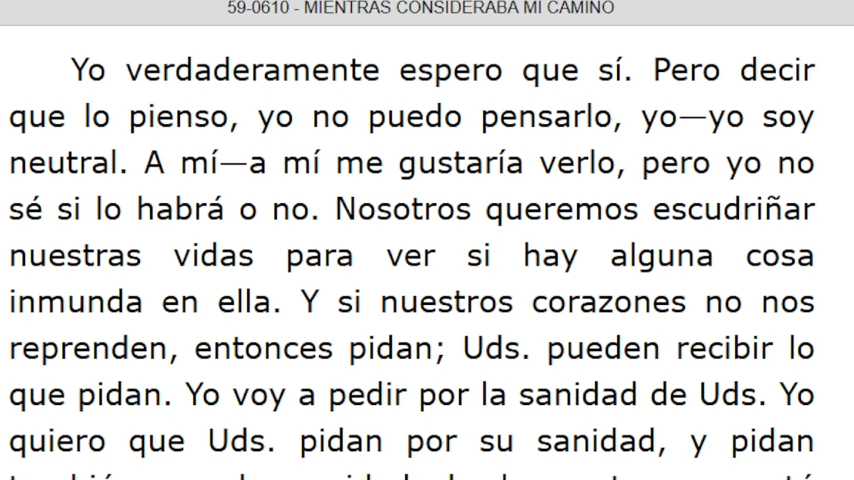 59-0610 - MIENTRAS CONSIDERABA MI CAMINO
Yo verdaderamente espero que sí. Pero decir
que lo pienso, yo no puedo pensarlo, yo—yo soy
neutral. A mí—a mí me gustaría verlo, pero yo no
sé si lo habrá o no. Nosotros queremos escudriñar
nuestras vidas para ver si hay alguna cosa
inmunda en ella. Y si nuestros corazones no nos
reprenden, entonces pidan; Uds. pueden recibir lo
que pidan. Yo voy a pedir por la sanidad de Uds. Yo
quiero que Uds. pidan por su sanidad, y pidan